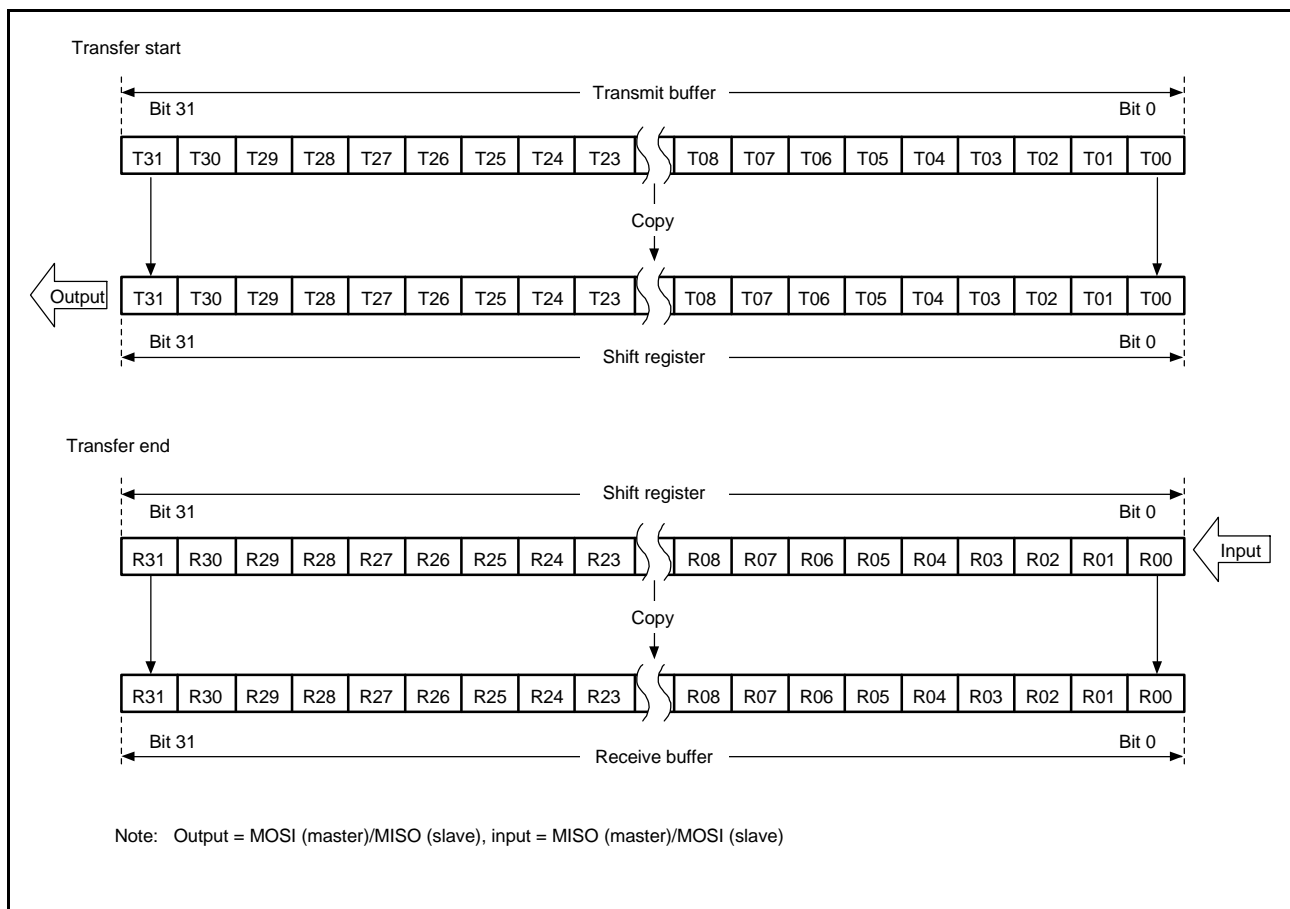 Transfer start
Transmit buffer
Bit 31 Bit 0
T31 T30 T29 T28 T27 T26 T25 T24 T23 T08 T07 T06 T05 T04 T03 T02 T01 T00
Copy
Output T31 T30 T29 T28 T27 T26 T25 T24 T23 T08 T07 T06 T05 T04 T03 T02 T01 T00
Bit 31 Bit 0
Shift register
Transfer end
Shift register
Bit 31 Bit 0
R31 R30 R29 R28 R27 R26 R25 R24 R23 R08 R07 R06 R05 R04 R03 R02 R01 R00 Input
Copy
R31 R30 R29 R28 R27 R26 R25 R24 R23 R08 R07 R06 R05 R04 R03 R02 R01 R00
Bit 31 Bit 0
Receive buffer
Note: Output = MOSI (master)/MISO (slave), input = MISO (master)/MOSI (slave)